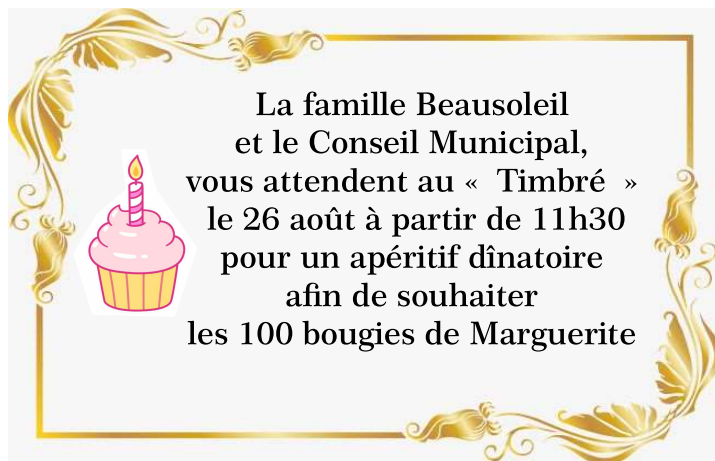 La famille Beausoleil
et le Conseil Municipal,
vous attendent au «  Timbré  »
le 26 août à partir de 11h30
pour un apéritif dînatoire
afin de souhaiter
les 100 bougies de Marguerite